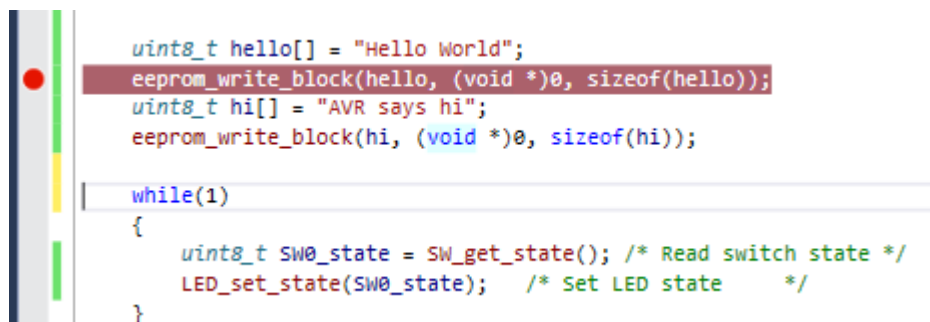 uint8_t hello[] = "Hello World";
eeprom_write_block(hello, (void *)0, sizeof(hello));
uint8_t hi[] = "AVR says hi";
eeprom_write_block(hi, (void *)0, sizeof(hi));
while(1)
{
uint8_t SW0_state = SW_get_state(); /* Read switch state */
LED_set_state(SW0_state); /* Set LED state */
}